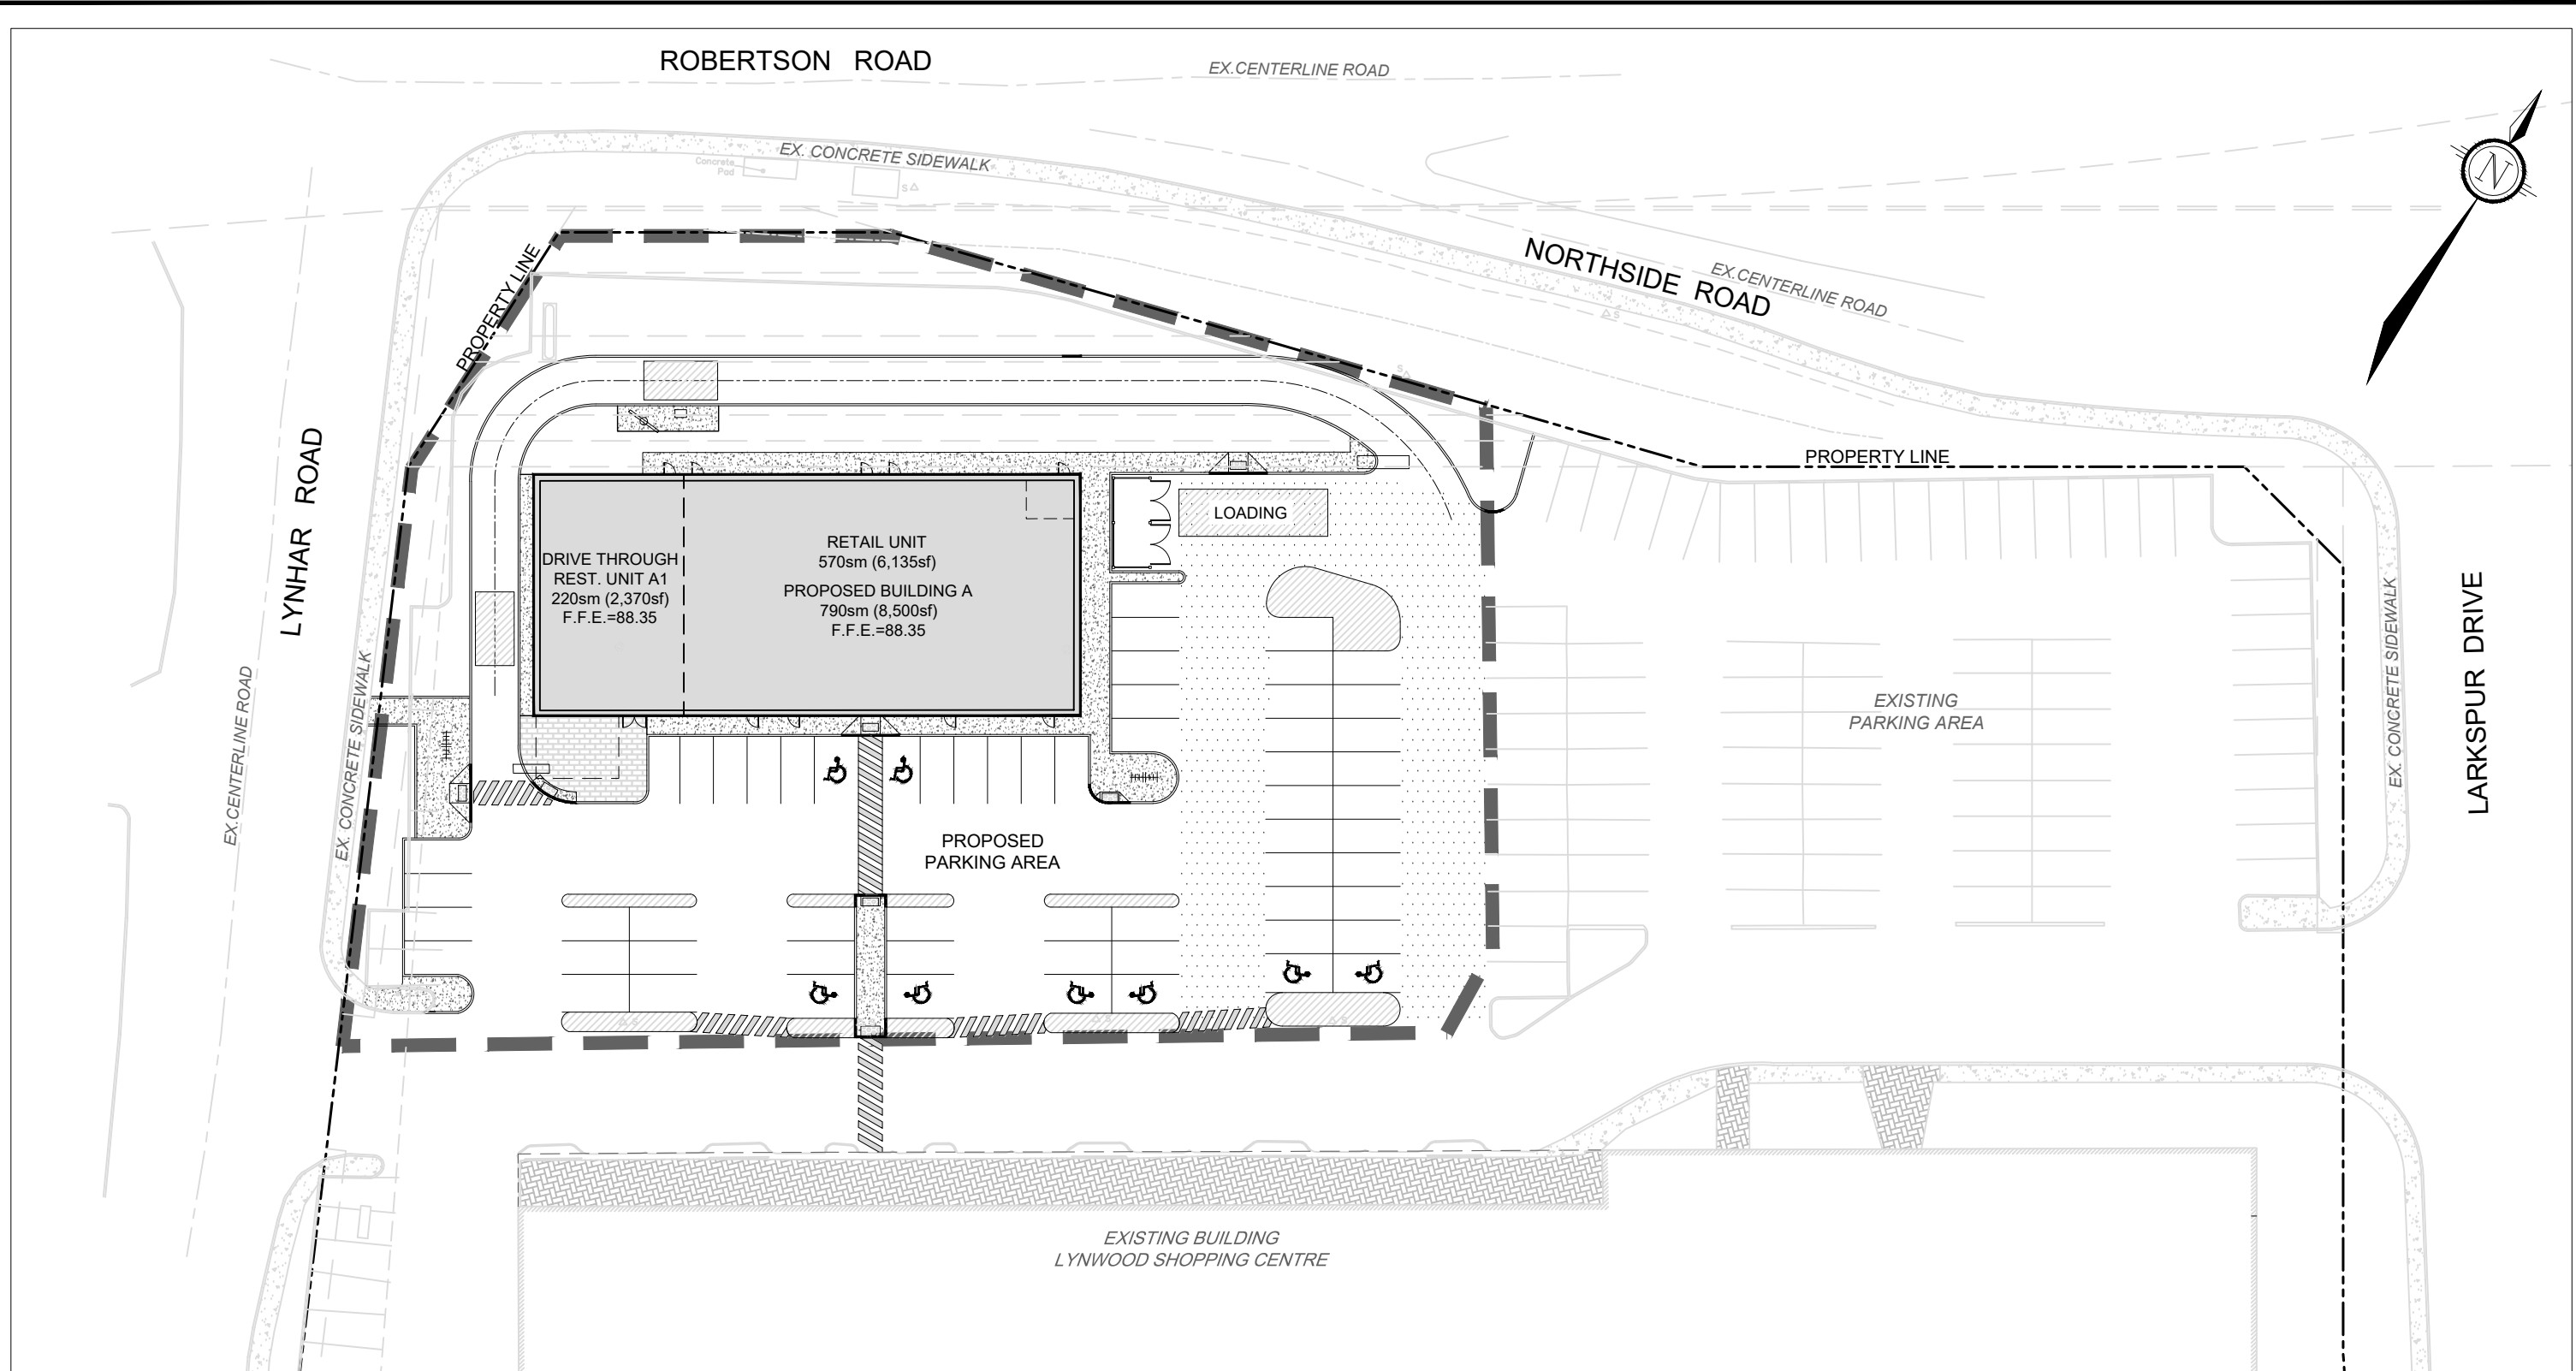 ROBERTSON ROAD
EX.CENTERLINE ROAD
EX. CONCRETE SIDEWALK
Concrete
Pad
S
N
NORTHSIDE ROAD
EX.CENTERLINE ROAD
PROPERTY LINE
S
S
LYNHAR ROAD
PROPERTY LINE
LOADING
RETAIL UNIT
570sm (6,135sf)
PROPOSED BUILDING A
790sm (8,500sf)
F.F.E.=88.35
DRIVE THROUGH
REST. UNIT A1
220sm (2,370sf)
F.F.E.=88.35
EX. CONCRETE SIDEWALK
EX.CENTERLINE ROAD
EXISTING
PARKING AREA
EX. CONCRETE SIDEWALK
LARKSPUR DRIVE
PROPOSED
PARKING AREA
S
S
S
EXISTING BUILDING
LYNWOOD SHOPPING CENTRE